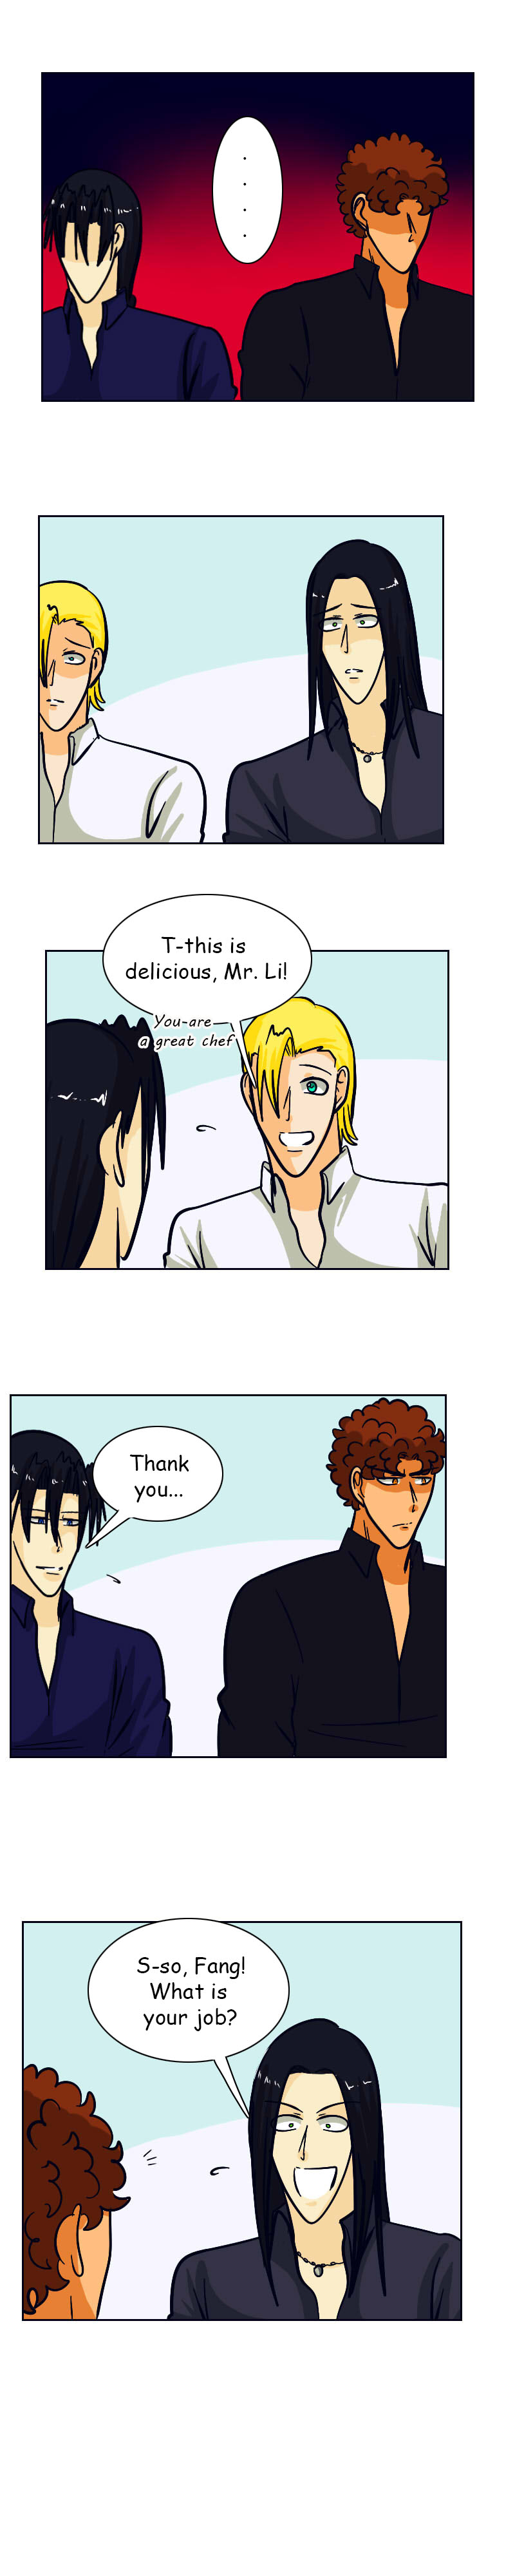 . . . .
T-this is
delicious, Mr. Li!
You-are
a great chef
Thank
you...
S-so, Fang!
What is
your job?